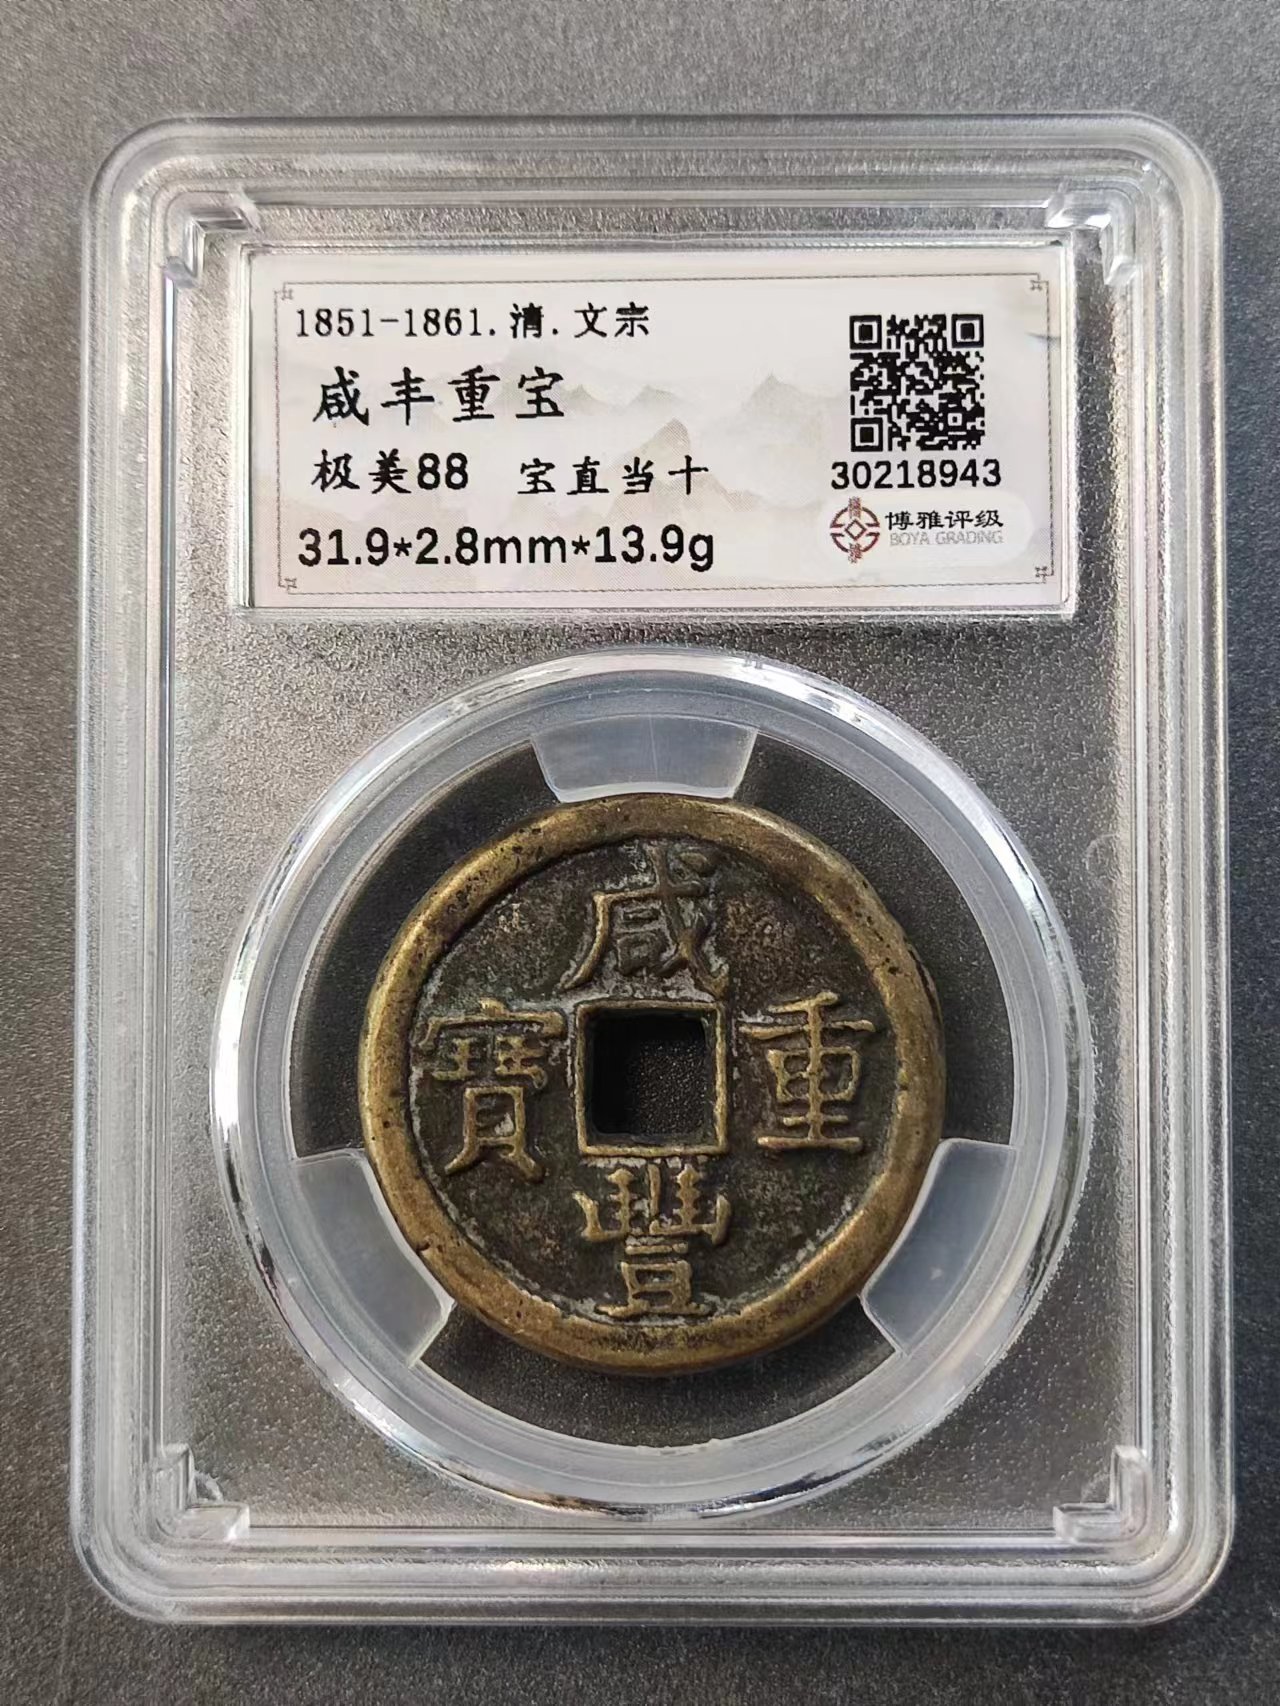 1851-1861.清.文宗
咸丰重宝
极美88 宝直当十
31.9*2.8mm*13.9g
30218943
博雅评级
BOYA GRADING
咸
寶 重
豐